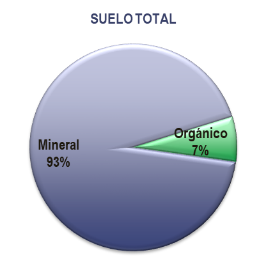 SUELO TOTAL
Mineral
93%
Orgánico
7%